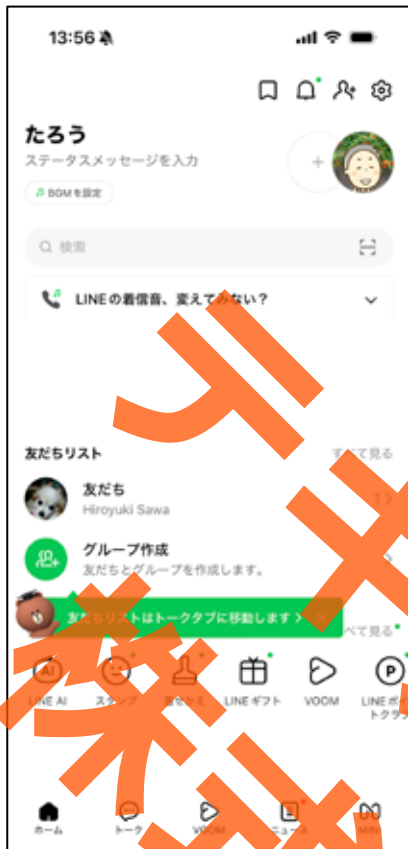 13:56
たろう
ステータスメッセージを入力
BGMを設定
検索
LINEの着信音、変えてみない？
友だちリスト
すべて見る
友だち
Hiroyuki Sawa
1
グループ作成
友だちとグループを作成します。
友だちリストはトークタブに移動します
べて見る
LINE AI
スタンプ
着せかえ
LINEギフト
VOOM
LINEポイ
トクラブ
ホーム
トーク
VOOM
ニュース
MINI